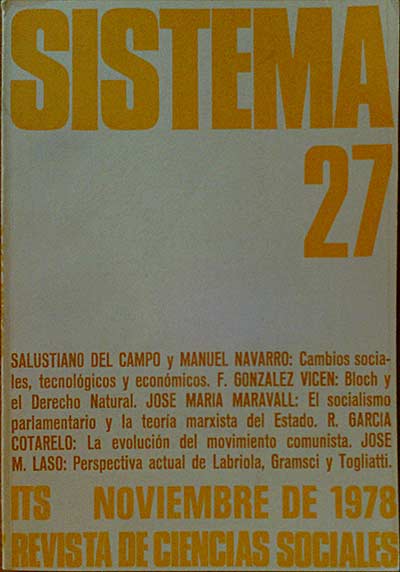 SISTEMA
27
SALUSTIANO DEL CAMPO y MANUEL NAVARRO: Cambios socia-
les, tecnológicos y económicos. F. GONZALEZ VICEN: Bloch y
el Derecho Natural. JOSE MARIA MARAVALL: El socialismo
parlamentario y la teoría marxista del Estado. R. GARCIA
COTARELO: La evolución del movimiento comunista. JOSE
M. LASO: Perspectiva actual de Labriola, Gramsci y Togliatti.
ITS NOVIEMBRE DE 1978
REVISTA DE CIENCIAS SOCIALES